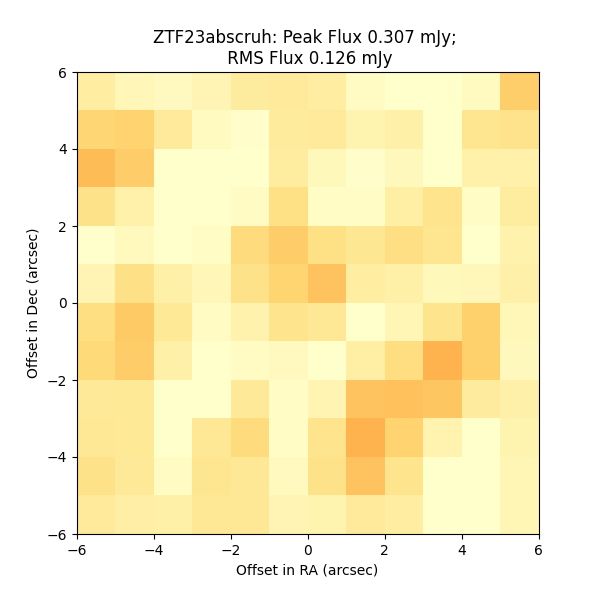 ZTF23abscruh: Peak Flux 0.307 mJy;
RMS Flux 0.126 mJy
6
4
2
0
−2
−4
−6
Offset in Dec (arcsec)
−6 −4 −2 0 2 4 6
Offset in RA (arcsec)